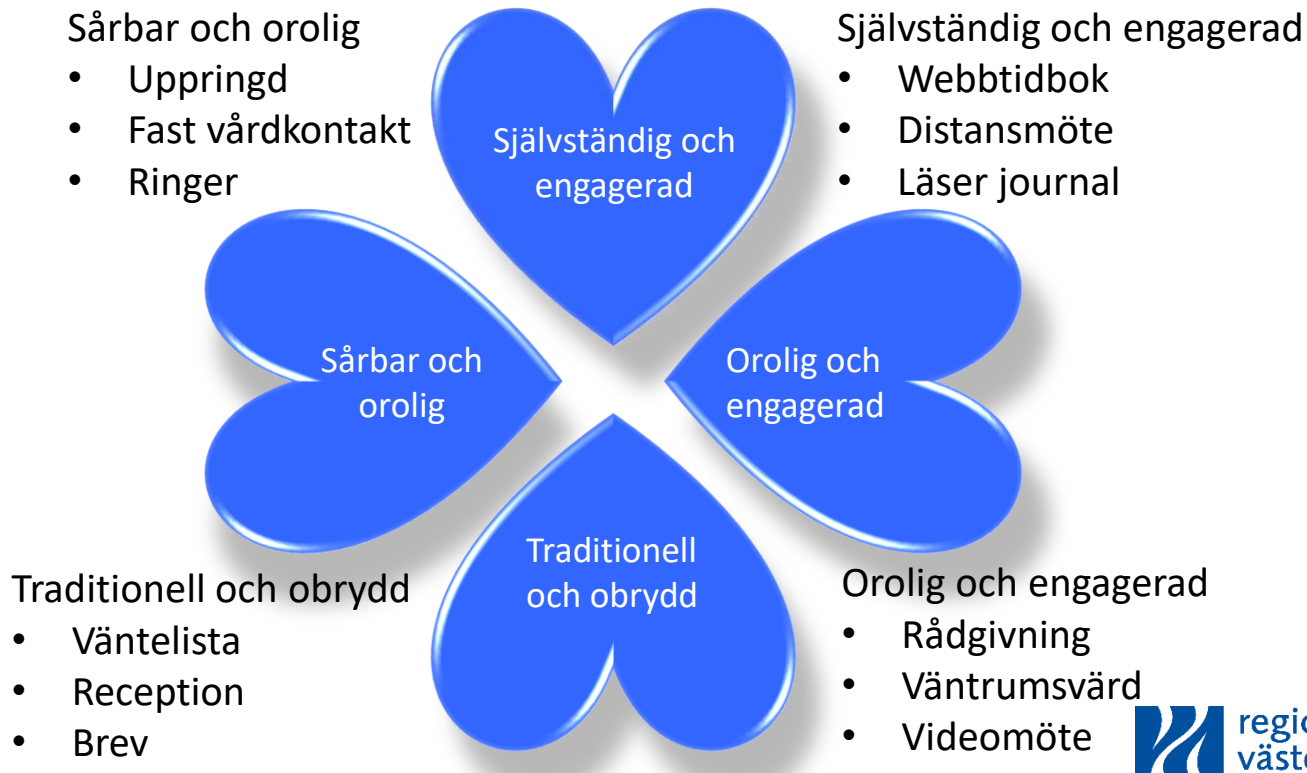 Sårbar och orolig
• Uppringd
• Fast vårdkontakt
• Ringer
Självständig och engagerad
• Webbtidbok
• Distansmöte
• Läser journal
Självständig och
engagerad
Sårbar och
orolig
Orolig och
engagerad
Traditionell
och obrydd
Traditionell och obrydd
• Väntelista
• Reception
• Brev
Orolig och engagerad
• Rådgivning
• Väntrumsvärd
• Videomöte